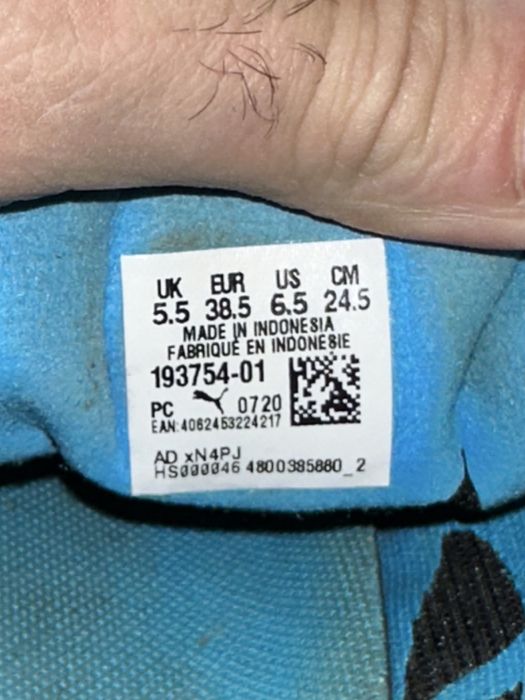 UK EUR US CM
5.5 38.5 6.5 24.5
MADE IN INDONESIA
FABRIQUÉ EN INDONESIE
193754-01
PC 0720
EAN:4062453224217
AD xN4PJ
HS000046 4800385880_2